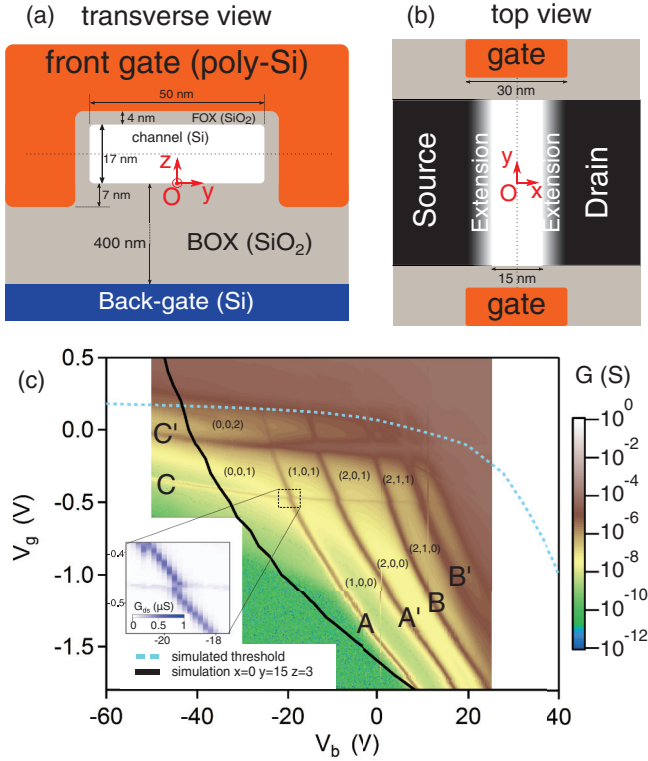 (a) transverse view
front gate (poly-Si)
50 nm
4 nm
FOX (SiO2)
channel (Si)
17 nm
z
O
y
7 nm
400 nm
BOX (SiO2)
Back-gate (Si)
(b) top view
gate
30 nm
Source
Extension
y
O
x
Extension
Drain
15 nm
gate
(c)
G (S)
0.5
0.0
-0.5
-1.0
-1.5
Vg (V)
C'
C
(0,0,2)
(0,0,1)
(1,0,1)
(2,0,1)
(2,1,1)
(1,0,0)
(2,0,0)
(2,1,0)
A
A'
B
B'
-0.4
-0.5
Gds (µS)
0 1
-20 -18
simulated threshold
simulation x=0 y=15 z=3
-60 -40 -20 0 20 40
Vb (V)
10^0
10^-2
10^-4
10^-6
10^-8
10^-10
10^-12